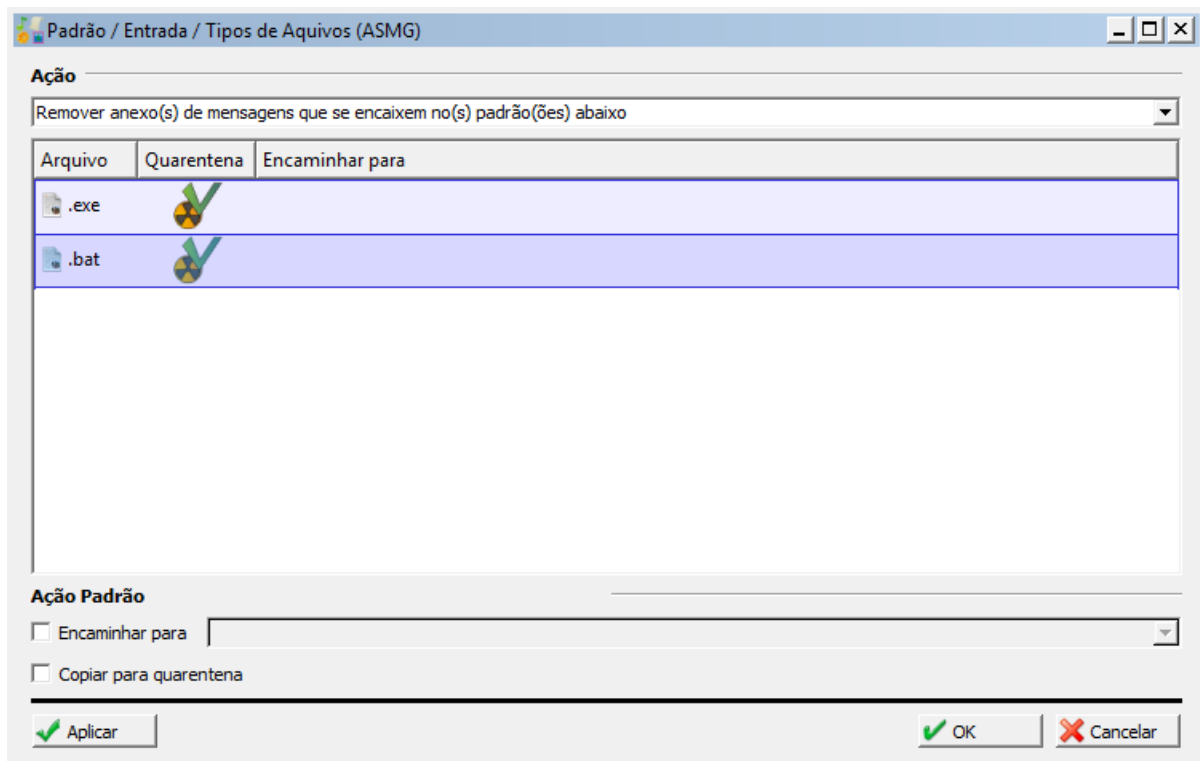 Padrão / Entrada / Tipos de Aquivos (ASMG)
Ação
Remover anexo(s) de mensagens que se encaixem no(s) padrão(ões) abaixo
Arquivo Quarentena Encaminhar para
.exe
.bat
Ação Padrão
Encaminhar para
Copiar para quarentena
Aplicar OK Cancelar